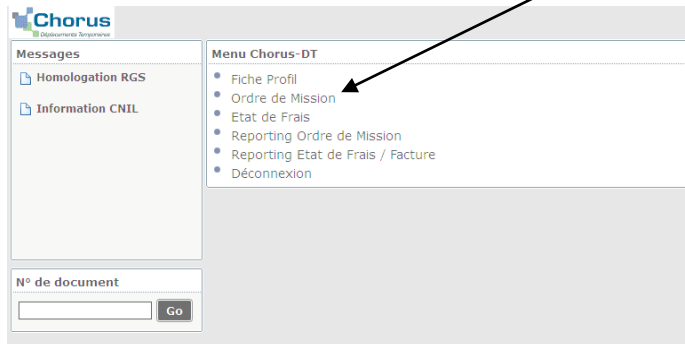 Chorus
Déplacements Temporaires
Messages
Homologation RGS
Information CNIL
N° de document
Go
Menu Chorus-DT
Fiche Profil
Ordre de Mission
Etat de Frais
Reporting Ordre de Mission
Reporting Etat de Frais / Facture
Déconnexion